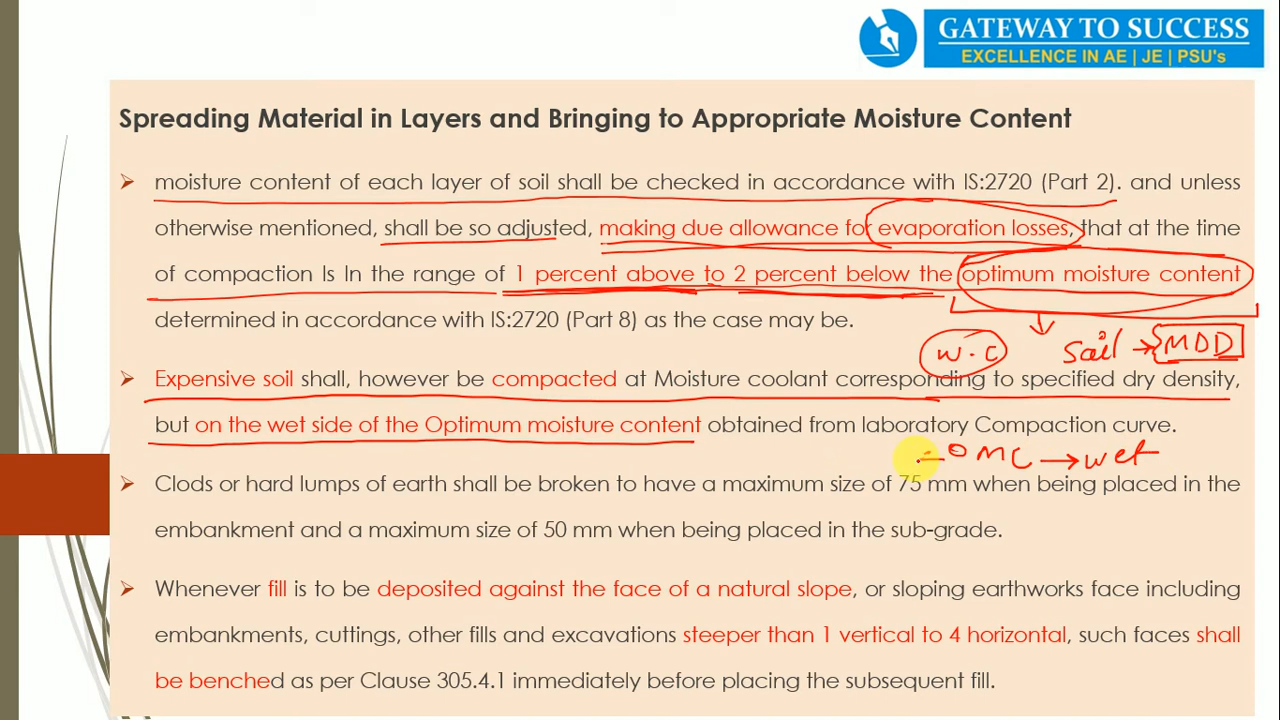 GATEWAY TO SUCCESS
EXCELLENCE IN AE | JE | PSU's
Spreading Material in Layers and Bringing to Appropriate Moisture Content
moisture content of each layer of soil shall be checked in accordance with IS:2720 (Part 2). and unless
otherwise mentioned, shall be so adjusted, making due allowance for evaporation losses, that at the time
of compaction Is In the range of 1 percent above to 2 percent below the optimum moisture content
determined in accordance with IS:2720 (Part 8) as the case may be.
W.C Soil → MDD
Expensive soil shall, however be compacted at Moisture coolant corresponding to specified dry density,
but on the wet side of the Optimum moisture content obtained from laboratory Compaction curve.
OMC → wet
Clods or hard lumps of earth shall be broken to have a maximum size of 75 mm when being placed in the
embankment and a maximum size of 50 mm when being placed in the sub-grade.
Whenever fill is to be deposited against the face of a natural slope, or sloping earthworks face including
embankments, cuttings, other fills and excavations steeper than 1 vertical to 4 horizontal, such faces shall
be benched as per Clause 305.4.1 immediately before placing the subsequent fill.